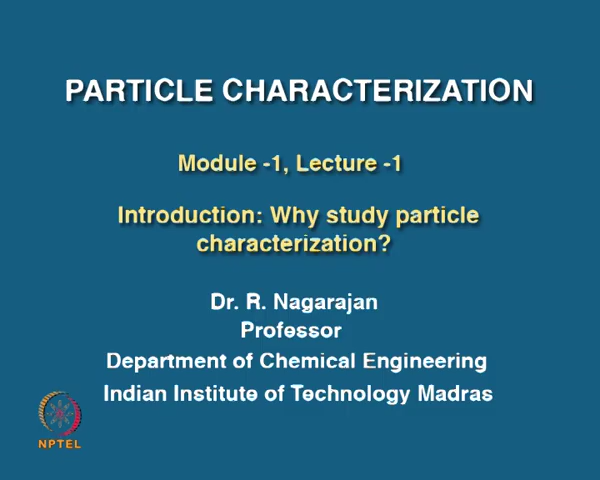 PARTICLE CHARACTERIZATION
Module -1, Lecture -1
Introduction: Why study particle
characterization?
Dr. R. Nagarajan
Professor
Department of Chemical Engineering
Indian Institute of Technology Madras
NPTEL